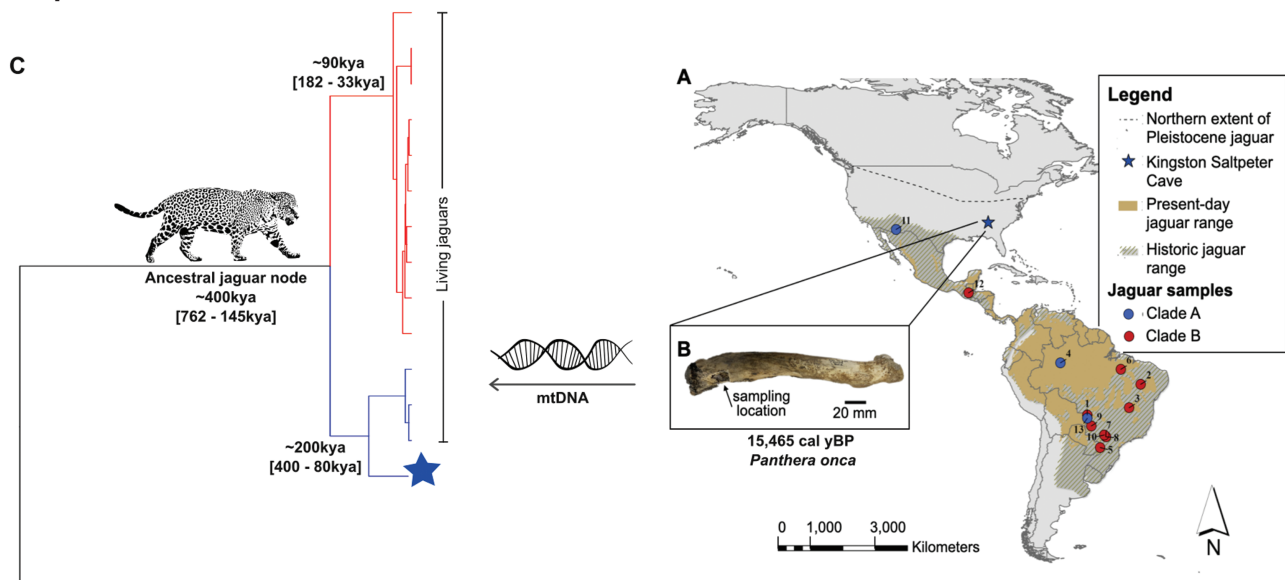 C
~90kya
[182 - 33kya]
Ancestral jaguar node
~400kya
[762 - 145kya]
~200kya
[400 - 80kya]
Living jaguars
mtDNA
A
Legend
Northern extent of
Pleistocene jaguar
Kingston Saltpeter
Cave
Present-day
jaguar range
Historic jaguar
range
Jaguar samples
Clade A
Clade B
11
12
4
6
2
3
1
9
13
7
10
8
5
B
sampling
location
20 mm
15,465 cal yBP
Panthera onca
0 1,000 3,000
Kilometers
N